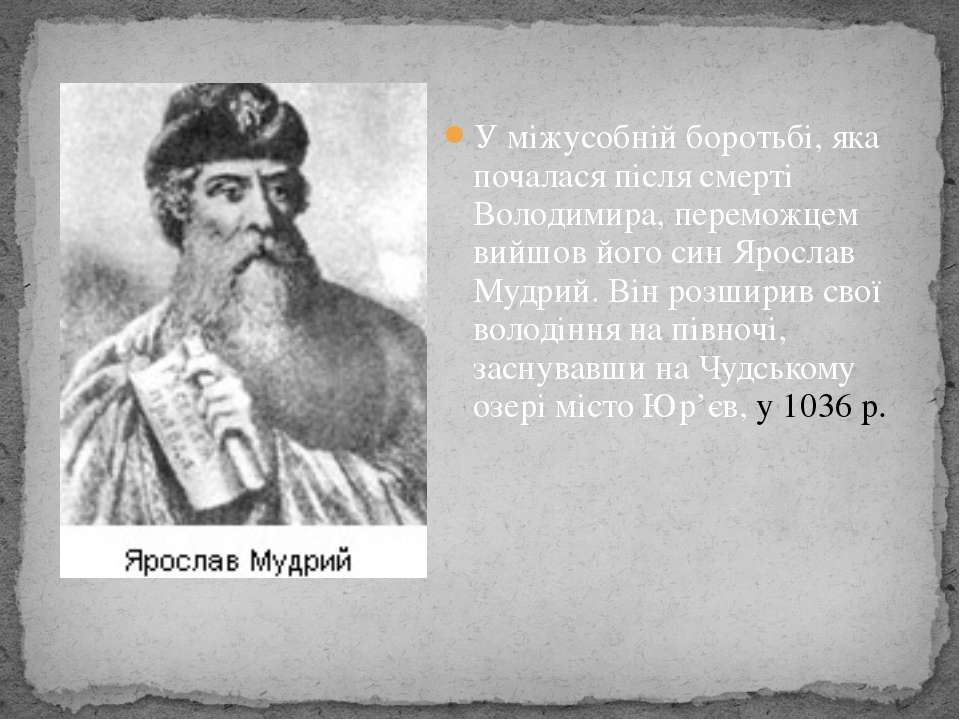 У міжусобній боротьбі, яка
почалася після смерті
Володимира, переможцем
вийшов його син Ярослав
Мудрий. Він розширив свої
володіння на півночі,
заснувавши на Чудському
озері місто Юр’єв, у 1036 р.
ПРАВДА
Ярослав Мудрий